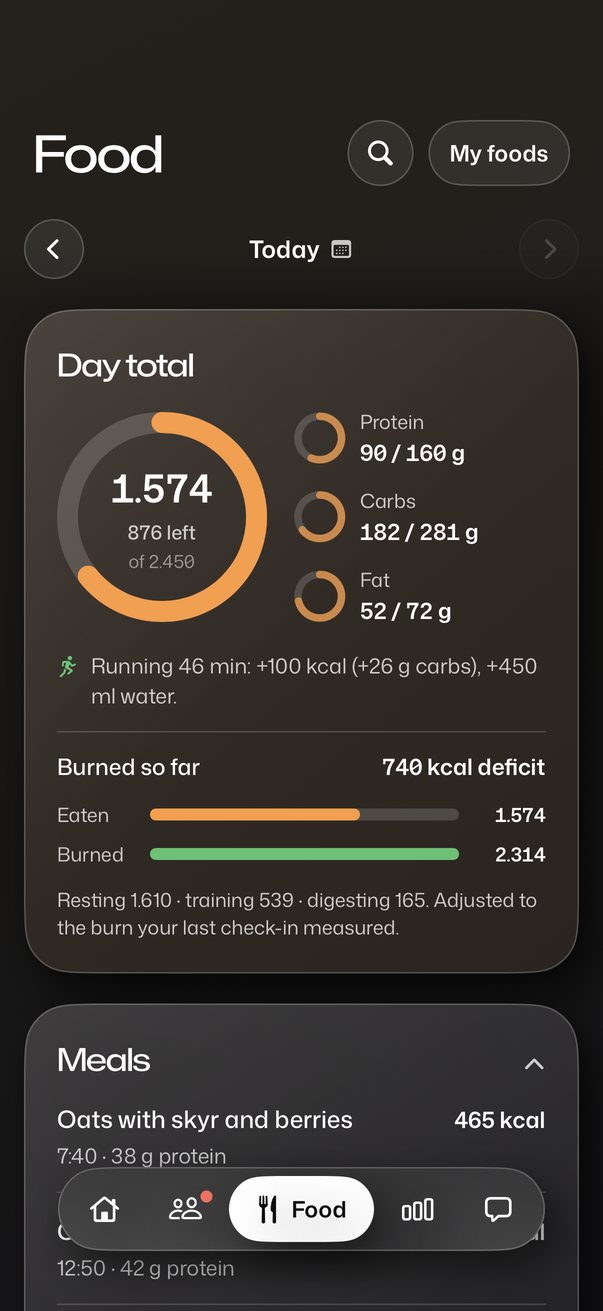 Food
My foods
Today
Day total
1.574
876 left
of 2.450
Protein
90 / 160 g
Carbs
182 / 281 g
Fat
52 / 72 g
Running 46 min: +100 kcal (+26 g carbs), +450
ml water.
Burned so far
740 kcal deficit
Eaten
1.574
Burned
2.314
Resting 1.610 · training 539 · digesting 165. Adjusted to
the burn your last check-in measured.
Meals
Oats with skyr and berries
465 kcal
7:40 · 38 g protein
Food
12:50 · 42 g protein